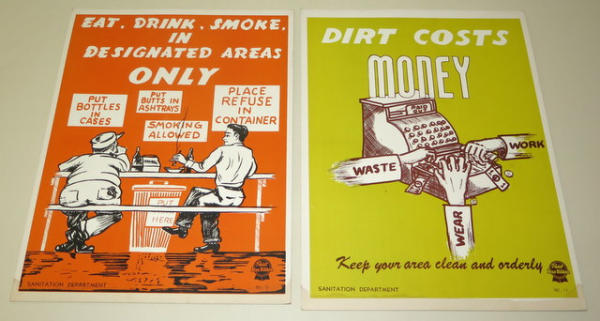 EAT, DRINK, SMOKE,
IN
DESIGNATED AREAS
ONLY
PUT
BOTTLES
IN
CASES
PUT
BUTTS IN
ASHTRAYS
SMOKING
ALLOWED
PLACE
REFUSE
IN
CONTAINER
PUT
HERE
SANITATION DEPARTMENT
DIRT COSTS
MONEY
PAID
OUT
WASTE
WORK
WEAR
Keep your area clean and orderly
SANITATION DEPARTMENT